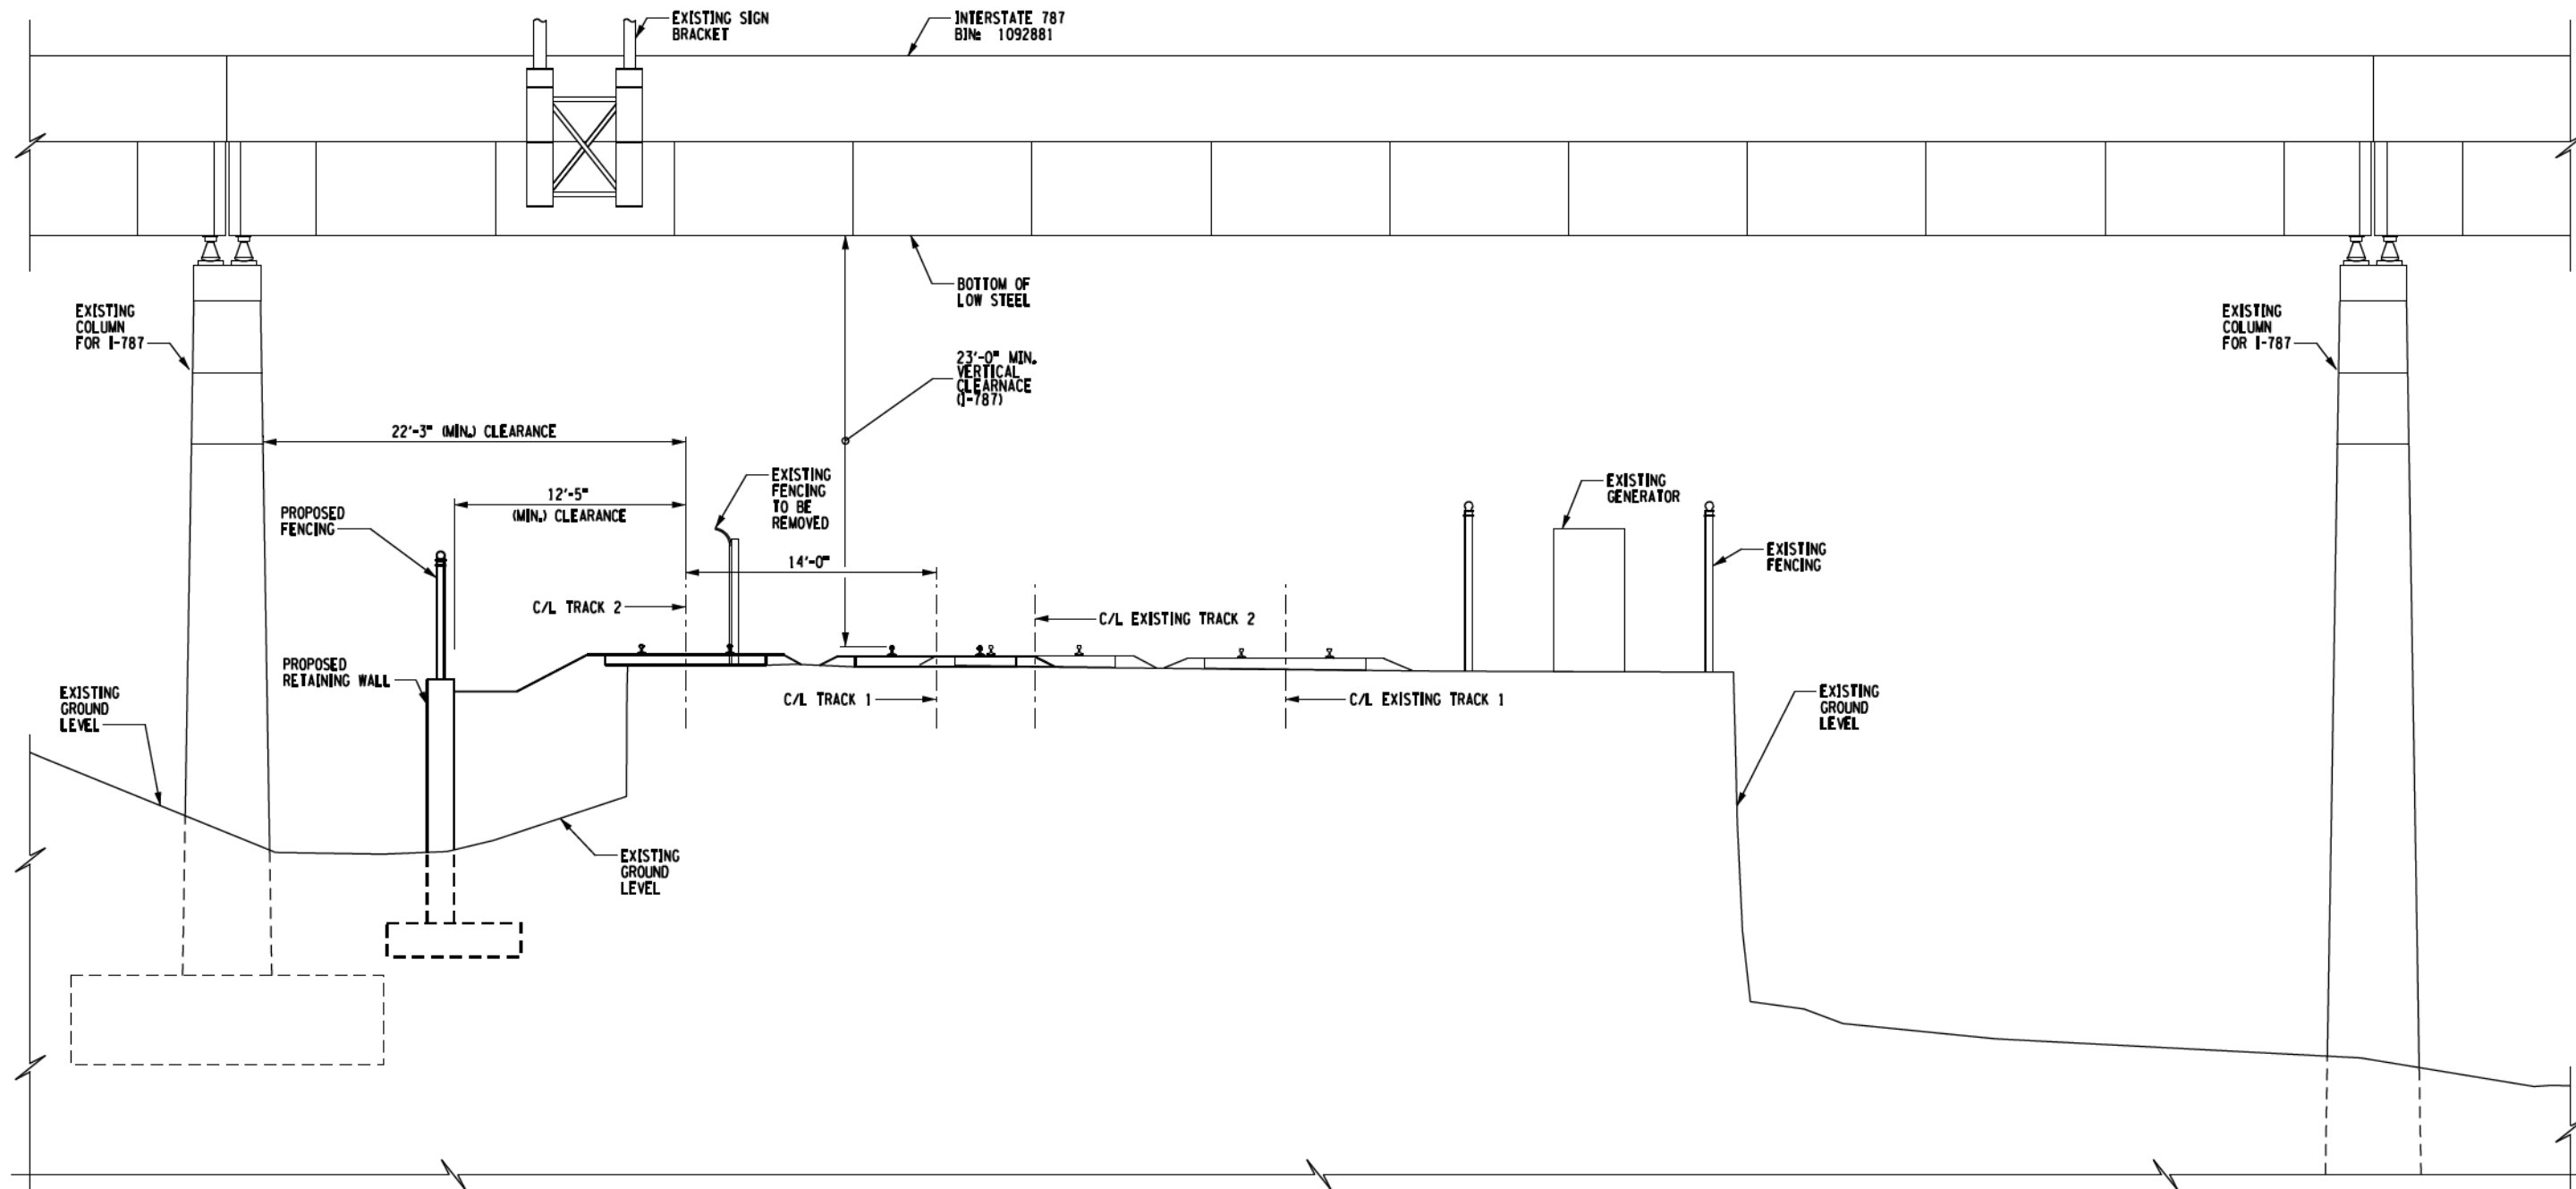 EXISTING SIGN
BRACKET
INTERSTATE 787
BIN: 1092881
BOTTOM OF
LOW STEEL
EXISTING
COLUMN
FOR I-787
EXISTING
COLUMN
FOR I-787
23'-0" MIN.
VERTICAL
CLEARNACE
(I-787)
22'-3" (MIN.) CLEARANCE
12'-5"
(MIN.) CLEARANCE
EXISTING
FENCING
TO BE
REMOVED
EXISTING
GENERATOR
PROPOSED
FENCING
14'-0"
EXISTING
FENCING
C/L TRACK 2
C/L EXISTING TRACK 2
PROPOSED
RETAINING WALL
EXISTING
GROUND
LEVEL
C/L TRACK 1
C/L EXISTING TRACK 1
EXISTING
GROUND
LEVEL
EXISTING
GROUND
LEVEL